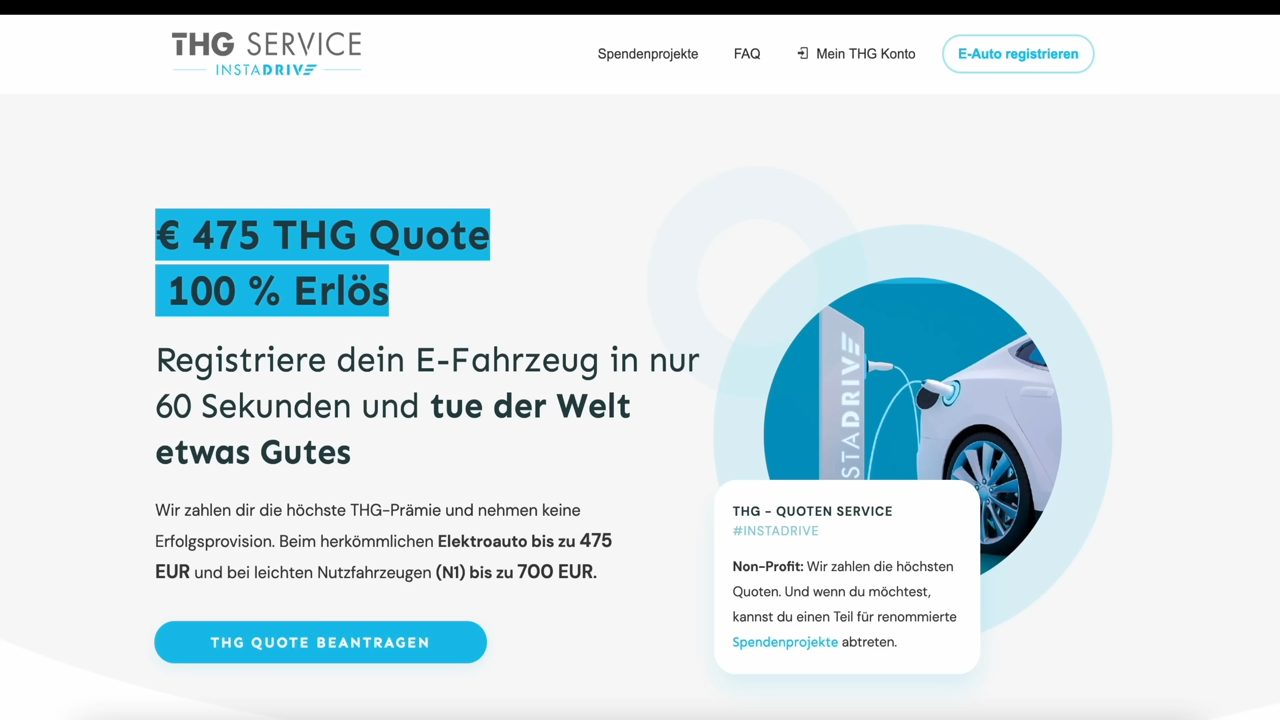 THG SERVICE
INSTADRIVE
Spendenprojekte
FAQ
Mein THG Konto
E-Auto registrieren
€ 475 THG Quote
100 % Erlös
Registriere dein E-Fahrzeug in nur
60 Sekunden und tue der Welt
etwas Gutes
Wir zahlen dir die höchste THG-Prämie und nehmen keine
Erfolgsprovision. Beim herkömmlichen Elektroauto bis zu 475
EUR und bei leichten Nutzfahrzeugen (N1) bis zu 700 EUR.
THG QUOTE BEANTRAGEN
STADRIVE
THG - QUOTEN SERVICE
#INSTADRIVE
Non-Profit: Wir zahlen die höchsten
Quoten. Und wenn du möchtest,
kannst du einen Teil für renommierte
Spendenprojekte abtreten.